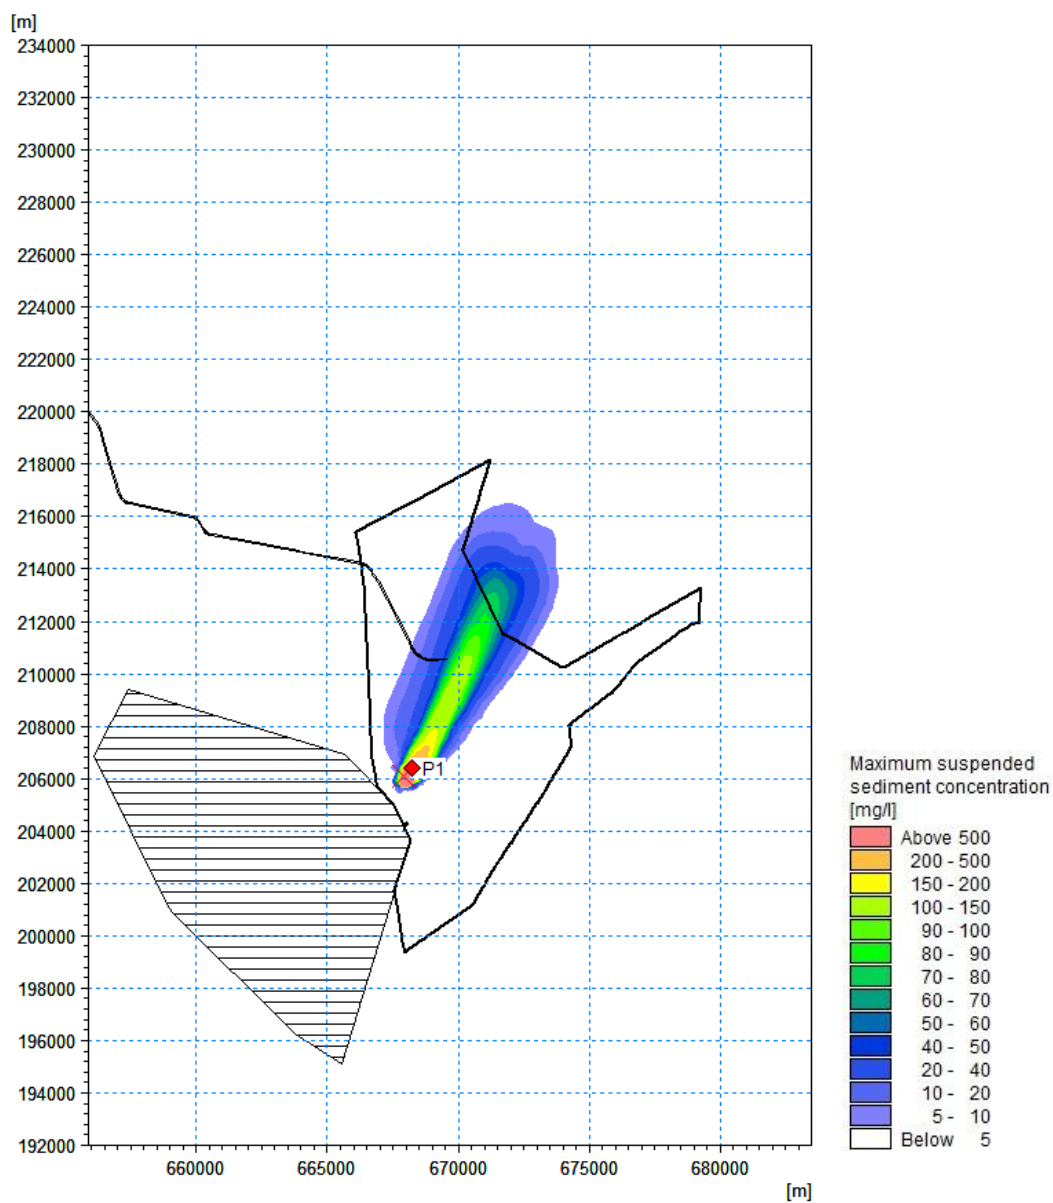 [m]
234000
232000
230000
228000
226000
224000
222000
220000
218000
216000
214000
212000
210000
208000
206000
204000
202000
200000
198000
196000
194000
192000
P1
660000 665000 670000 675000 680000
[m]
Maximum suspended
sediment concentration
[mg/l]
Above 500
200 - 500
150 - 200
100 - 150
90 - 100
80 - 90
70 - 80
60 - 70
50 - 60
40 - 50
20 - 40
10 - 20
5 - 10
Below 5